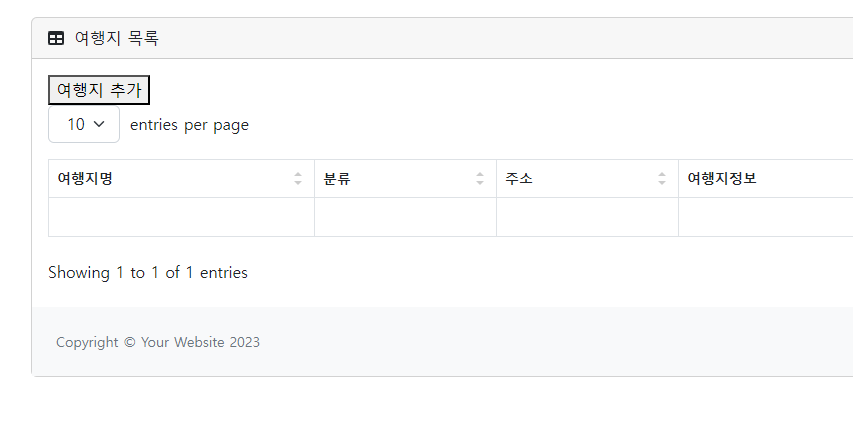 여행지 목록
여행지 추가
10 entries per page
여행지명 분류 주소 여행지정보
Showing 1 to 1 of 1 entries
Copyright © Your Website 2023